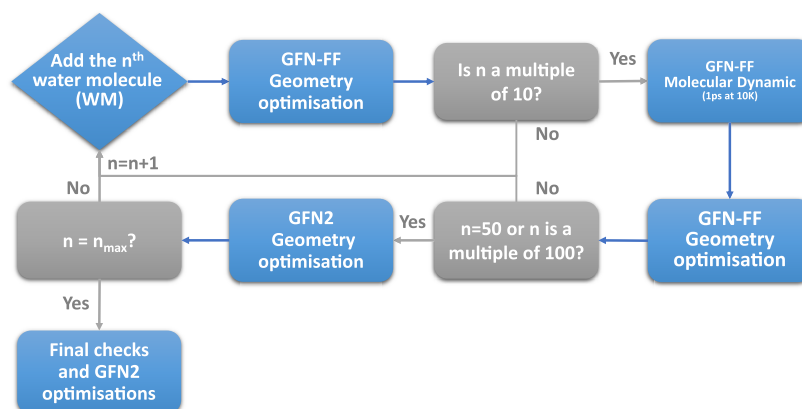 Add the nth
water molecule
(WM)
GFN-FF
Geometry
optimisation
Is n a multiple
of 10?
Yes
GFN-FF
Molecular Dynamic
(1ps at 10K)
No
n=n+1
No
No
n = nmax?
GFN2
Geometry
optimisation
Yes
n=50 or n is a
multiple of 100?
GFN-FF
Geometry
optimisation
Yes
Final checks
and GFN2
optimisations